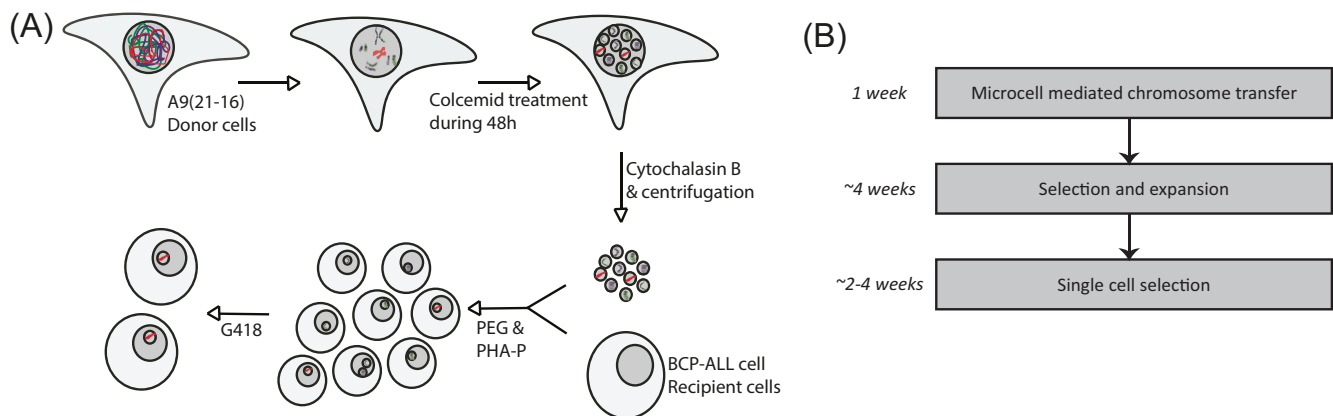 (A)
A9(21-16)
Donor cells
Colcemid treatment
during 48h
Cytochalasin B
& centrifugation
BCP-ALL cell
Recipient cells
PEG &
PHA-P
G418
(B)
1 week
Microcell mediated chromosome transfer
~4 weeks
Selection and expansion
~2-4 weeks
Single cell selection